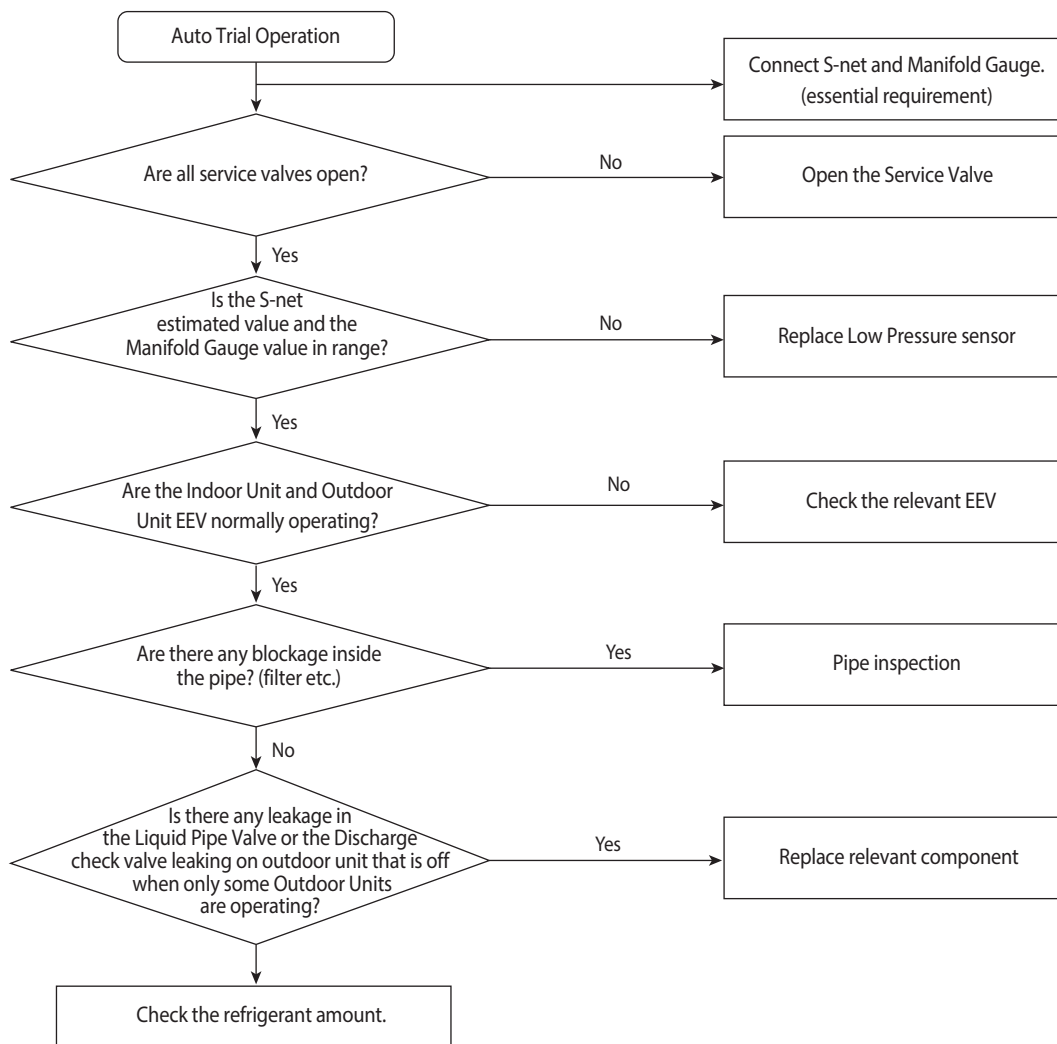 Auto Trial Operation
Connect S-net and Manifold Gauge.
(essential requirement)
Are all service valves open?
No
Open the Service Valve
Yes
Is the S-net
estimated value and the
Manifold Gauge value in range?
No
Replace Low Pressure sensor
Yes
Are the Indoor Unit and Outdoor
Unit EEV normally operating?
No
Check the relevant EEV
Yes
Are there any blockage inside
the pipe? (filter etc.)
Yes
Pipe inspection
No
Is there any leakage in
the Liquid Pipe Valve or the Discharge
check valve leaking on outdoor unit that is off
when only some Outdoor Units
are operating?
Yes
Replace relevant component
Check the refrigerant amount.